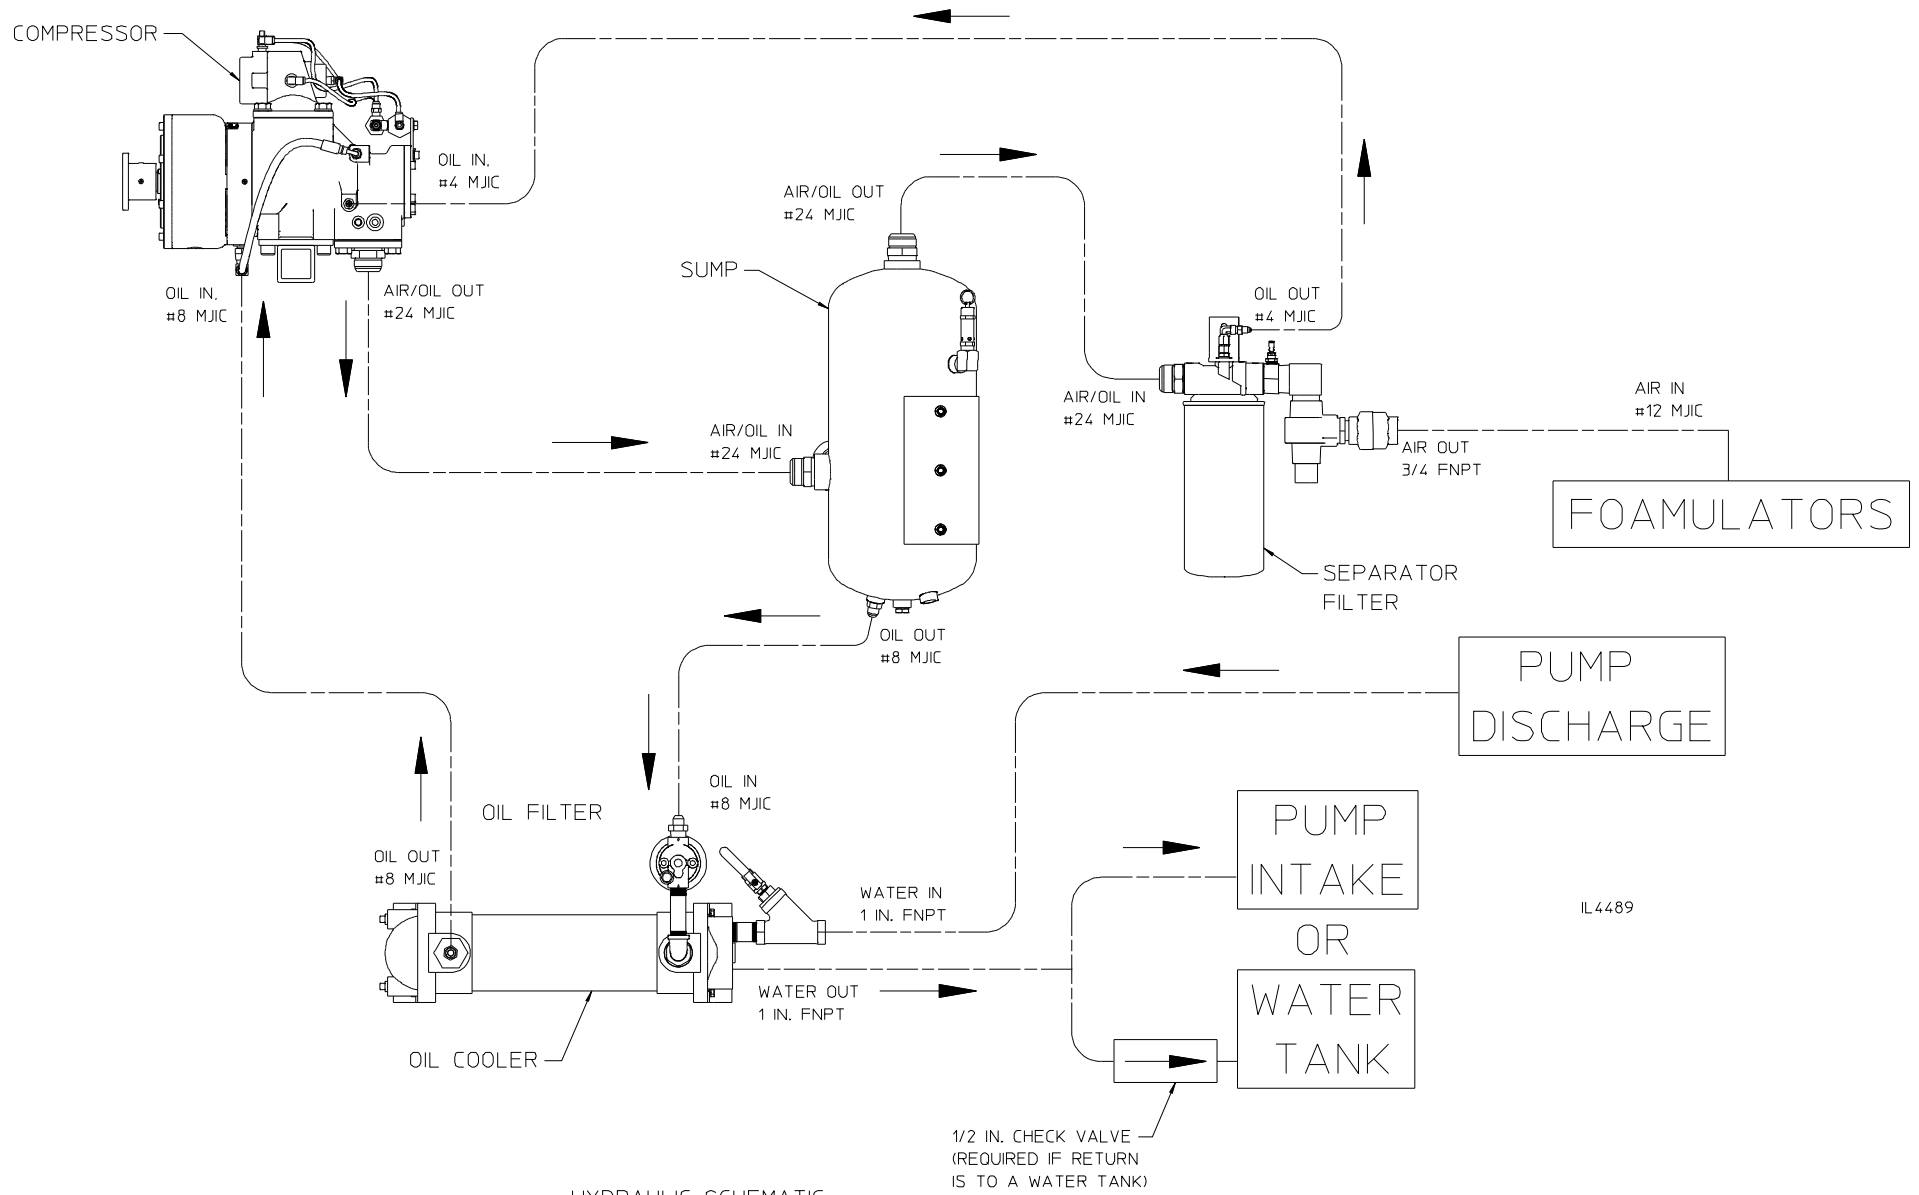 COMPRESSOR
OIL IN,
#4 MJIC
AIR/OIL OUT
#24 MJIC
SUMP
OIL IN,
#8 MJIC
AIR/OIL OUT
#24 MJIC
OIL OUT
#4 MJIC
AIR/OIL IN
#24 MJIC
AIR IN
#12 MJIC
AIR/OIL IN
#24 MJIC
AIR OUT
3/4 FNPT
FOAMULATORS
SEPARATOR
FILTER
OIL OUT
#8 MJIC
PUMP
DISCHARGE
OIL IN
#8 MJIC
OIL FILTER
OIL OUT
#8 MJIC
PUMP
INTAKE
WATER IN
1 IN. FNPT
IL4489
OR
WATER OUT
1 IN. FNPT
WATER
TANK
OIL COOLER
1/2 IN. CHECK VALVE
(REQUIRED IF RETURN
IS TO A WATER TANK)
HYDRAULIC SCHEMATIC